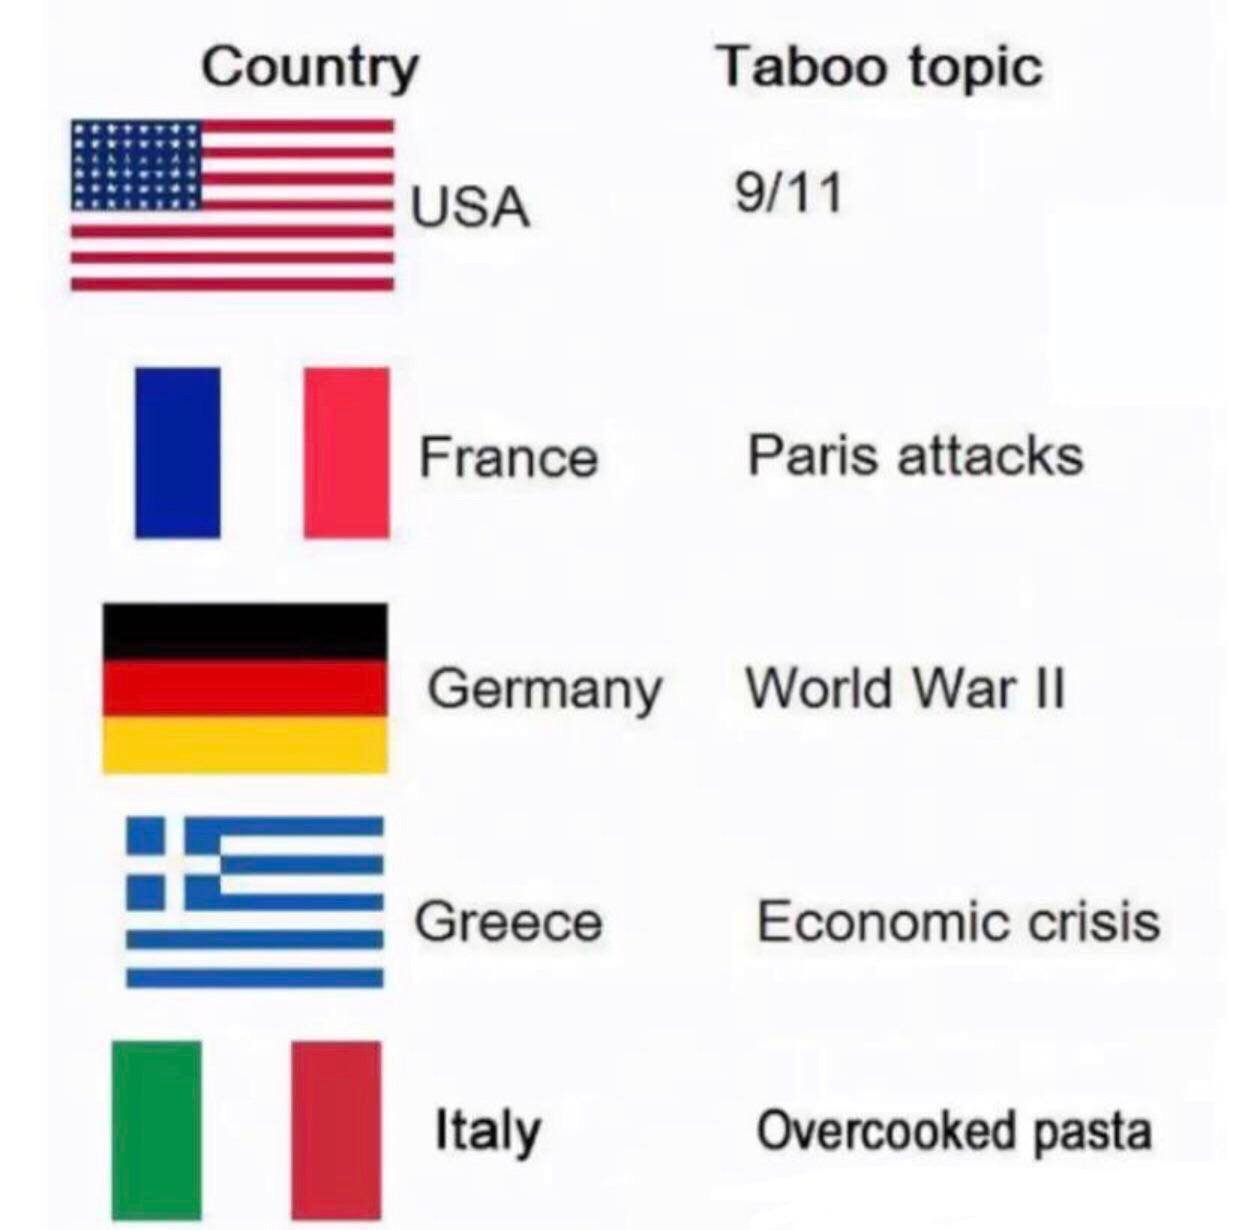 Country Taboo topic
USA 9/11
France Paris attacks
Germany World War II
Greece Economic crisis
Italy Overcooked pasta